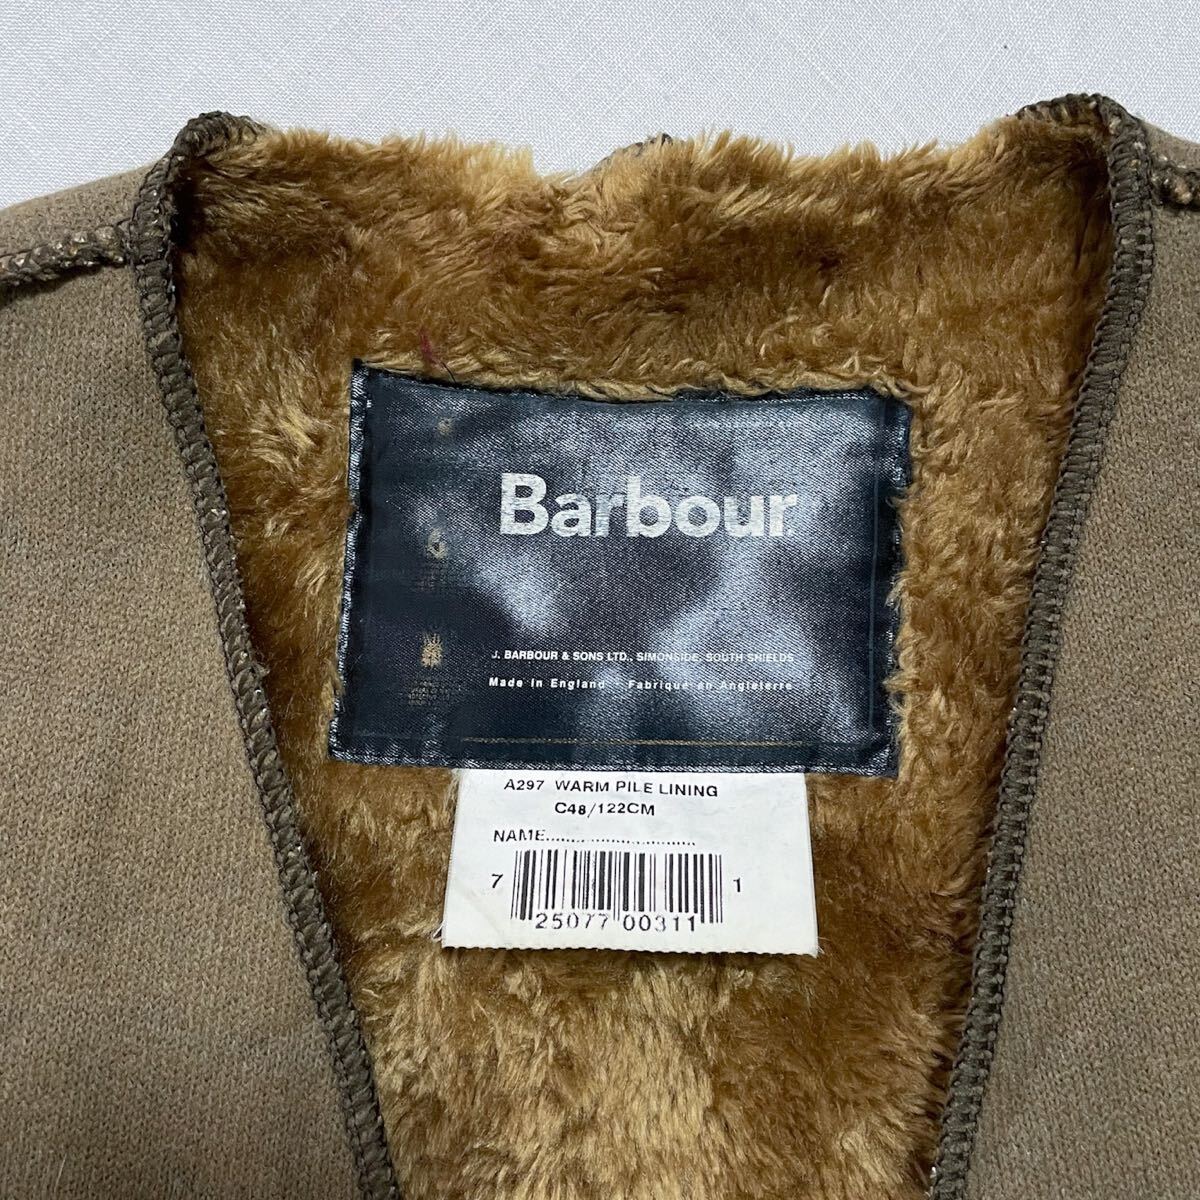 Barbour
J. BARBOUR & SONS LTD., SIMONSIDE, SOUTH SHIELDS
Made in England Fabriqué en Angleterre
A297 WARM PILE LINING
C48/122CM
NAME..............................
7 25077 00311 1